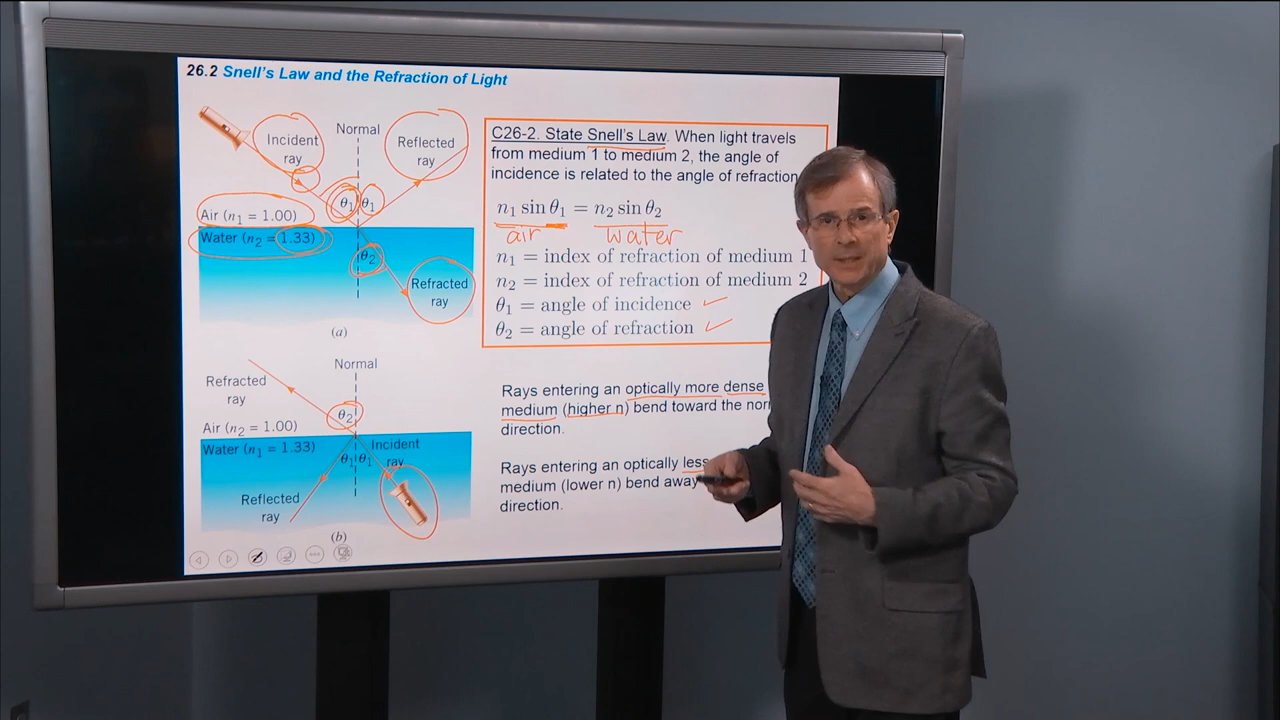 26.2 Snell's Law and the Refraction of Light
Incident
ray
Normal
Reflected
ray
θ1 θ1
Air (n1 = 1.00)
Water (n2 = 1.33)
θ2
Refracted
ray
(a)
Normal
Refracted
ray
θ2
Air (n2 = 1.00)
Water (n1 = 1.33)
Incident
ray
θ1 θ1
Reflected
ray
(b)
C26-2. State Snell's Law. When light travels
from medium 1 to medium 2, the angle of
incidence is related to the angle of refraction
n1 sin θ1 = n2 sin θ2
air water
n1 = index of refraction of medium 1
n2 = index of refraction of medium 2
θ1 = angle of incidence
θ2 = angle of refraction
Rays entering an optically more dense
medium (higher n) bend toward the
direction.
Rays entering an optically less
medium (lower n) bend away
direction.